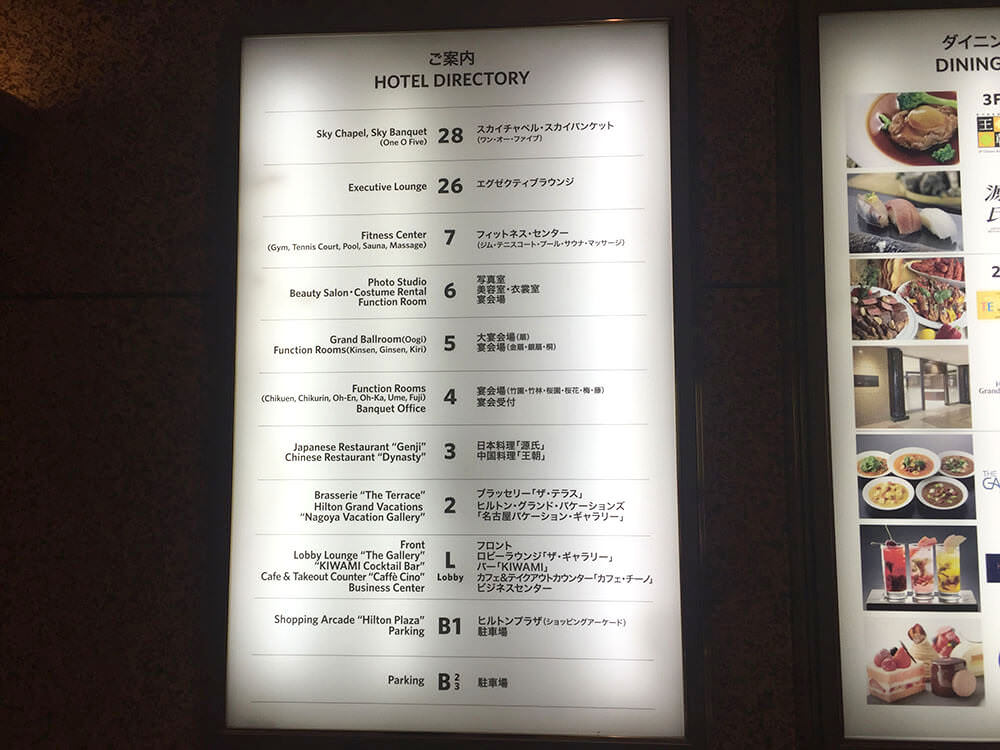 ご案内
HOTEL DIRECTORY
Sky Chapel, Sky Banquet
(One O Five)
28
スカイチャペル・スカイバンケット
(ワン・オー・ファイブ)
Executive Lounge
26
エグゼクティブラウンジ
Fitness Center
(Gym, Tennis Court, Pool, Sauna, Massage)
7
フィットネス・センター
(ジム・テニスコート・プール・サウナ・マッサージ)
Photo Studio
Beauty Salon・Costume Rental
Function Room
6
写真室
美容室・衣裳室
宴会場
Grand Ballroom(Oogi)
Function Rooms(Kinsen, Ginsen, Kiri)
5
大宴会場(扇)
宴会場(金扇・銀扇・桐)
Function Rooms
(Chikuen, Chikurin, Oh-En, Oh-Ka, Ume, Fuji)
Banquet Office
4
宴会場(竹園・竹林・桜園・桜花・梅・藤)
宴会受付
Japanese Restaurant “Genji”
Chinese Restaurant “Dynasty”
3
日本料理「源氏」
中国料理「王朝」
Brasserie “The Terrace”
Hilton Grand Vacations
“Nagoya Vacation Gallery”
2
ブラッセリー「ザ・テラス」
ヒルトン・グランド・バケーションズ
「名古屋バケーション・ギャラリー」
Front
Lobby Lounge “The Gallery”
“KIWAMI Cocktail Bar”
Cafe & Takeout Counter “Caffè Cino”
Business Center
L
Lobby
フロント
ロビーラウンジ「ザ・ギャラリー」
バー「KIWAMI」
カフェ&テイクアウトカウンター「カフェ・チーノ」
ビジネスセンター
Shopping Arcade “Hilton Plaza”
Parking
B1
ヒルトンプラザ(ショッピングアーケード)
駐車場
Parking
B 2 3
駐車場
ダイニン
DINING
3F
王
源
氏
2
TE
Grand
THE
GA